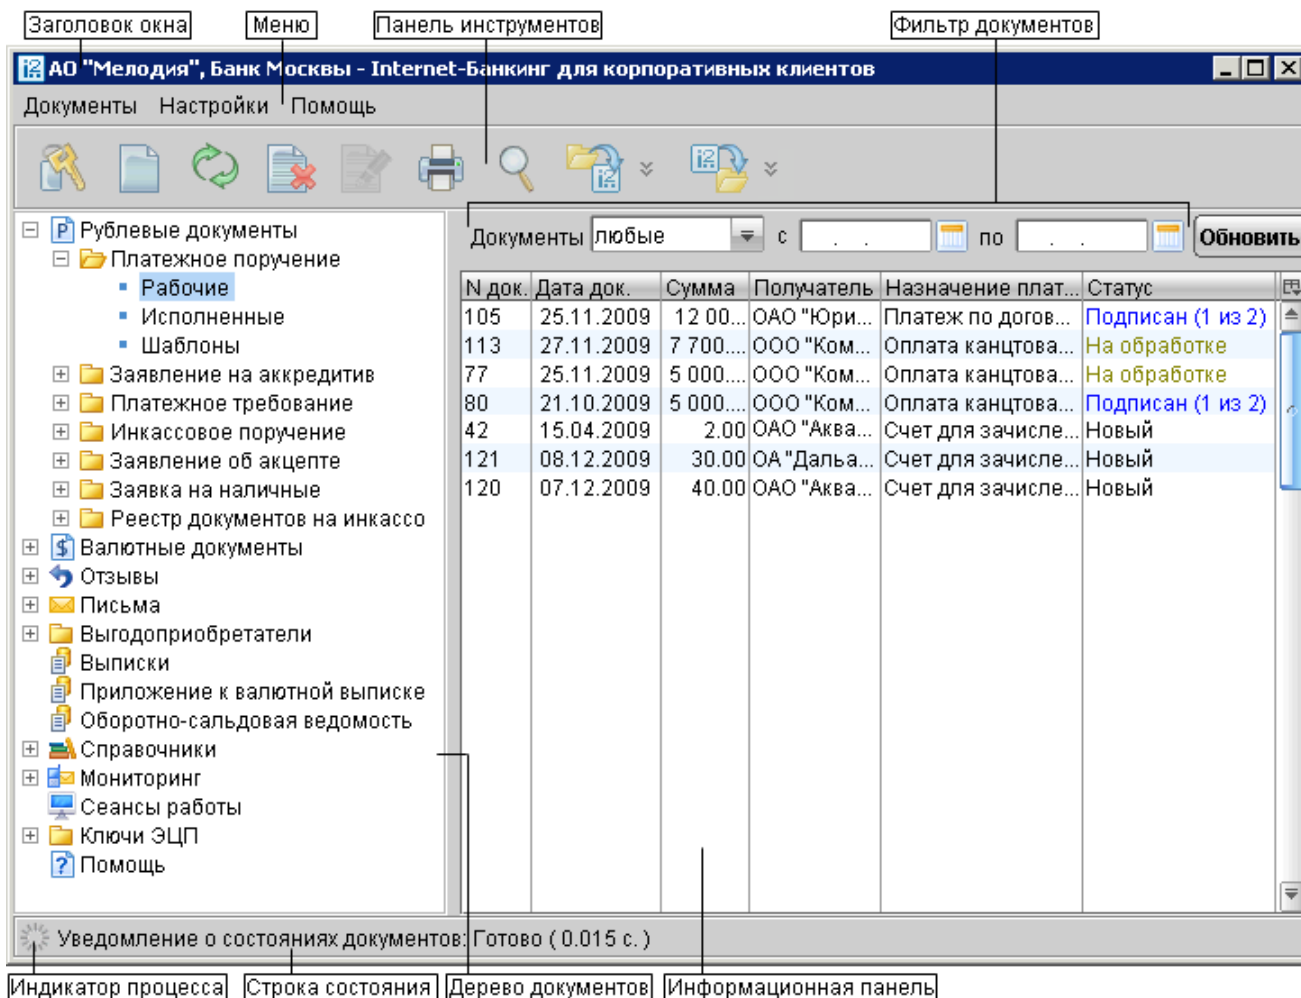 Заголовок окна Меню Панель инструментов Фильтр документов
АО "Мелодия", Банк Москвы - Internet-Банкинг для корпоративных клиентов
Документы Настройки Помощь
Документы любые с . . по . . Обновить
Рублевые документы
Платежное поручение
Рабочие
Исполненные
Шаблоны
Заявление на аккредитив
Платежное требование
Инкассовое поручение
Заявление об акцепте
Заявка на наличные
Реестр документов на инкассо
Валютные документы
Отзывы
Письма
Выгодоприобретатели
Выписки
Приложение к валютной выписке
Оборотно-сальдовая ведомость
Справочники
Мониторинг
Сеансы работы
Ключи ЭЦП
Помощь
N док. Дата док. Сумма Получатель Назначение плат... Статус
105 25.11.2009 12 00... ОАО "Юри... Платеж по догов... Подписан (1 из 2)
113 27.11.2009 7 700.... ООО "Ком... Оплата канцтова... На обработке
77 25.11.2009 5 000.... ООО "Ком... Оплата канцтова... На обработке
80 21.10.2009 5 000.... ООО "Ком... Оплата канцтова... Подписан (1 из 2)
42 15.04.2009 2.00 ОАО "Аква... Счет для зачисле... Новый
121 08.12.2009 30.00 ОА "Дальа... Счет для зачисле... Новый
120 07.12.2009 40.00 ОАО "Аква... Счет для зачисле... Новый
Уведомление о состояниях документов: Готово ( 0.015 с. )
Индикатор процесса Строка состояния Дерево документов Информационная панель